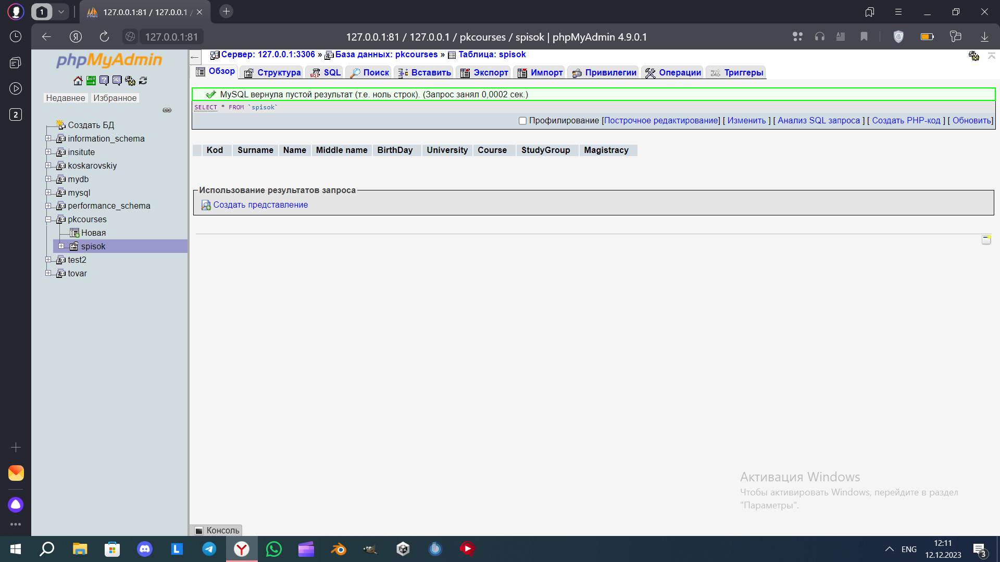 1
127.0.0.1:81 / 127.0.0.1 /
127.0.0.1:81
127.0.0.1:81 / 127.0.0.1 / pkcourses / spisok | phpMyAdmin 4.9.0.1
2
phpMyAdmin
Недавнее Избранное
Создать БД
information_schema
insitute
koskarovskiy
mydb
mysql
performance_schema
pkcourses
Новая
spisok
test2
tovar
Сервер: 127.0.0.1:3306 » База данных: pkcourses » Таблица: spisok
Обзор Структура SQL Поиск Вставить Экспорт Импорт Привилегии Операции Триггеры
MySQL вернула пустой результат (т.е. ноль строк). (Запрос занял 0,0002 сек.)
SELECT * FROM `spisok`
Профилирование [Построчное редактирование] [ Изменить ] [ Анализ SQL запроса ] [ Создать PHP-код ] [ Обновить]
Kod Surname Name Middle name BirthDay University Course StudyGroup Magistracy
Использование результатов запроса
Создать представление
Активация Windows
Чтобы активировать Windows, перейдите в раздел
"Параметры".
Консоль
ENG
12:11
12.12.2023
3